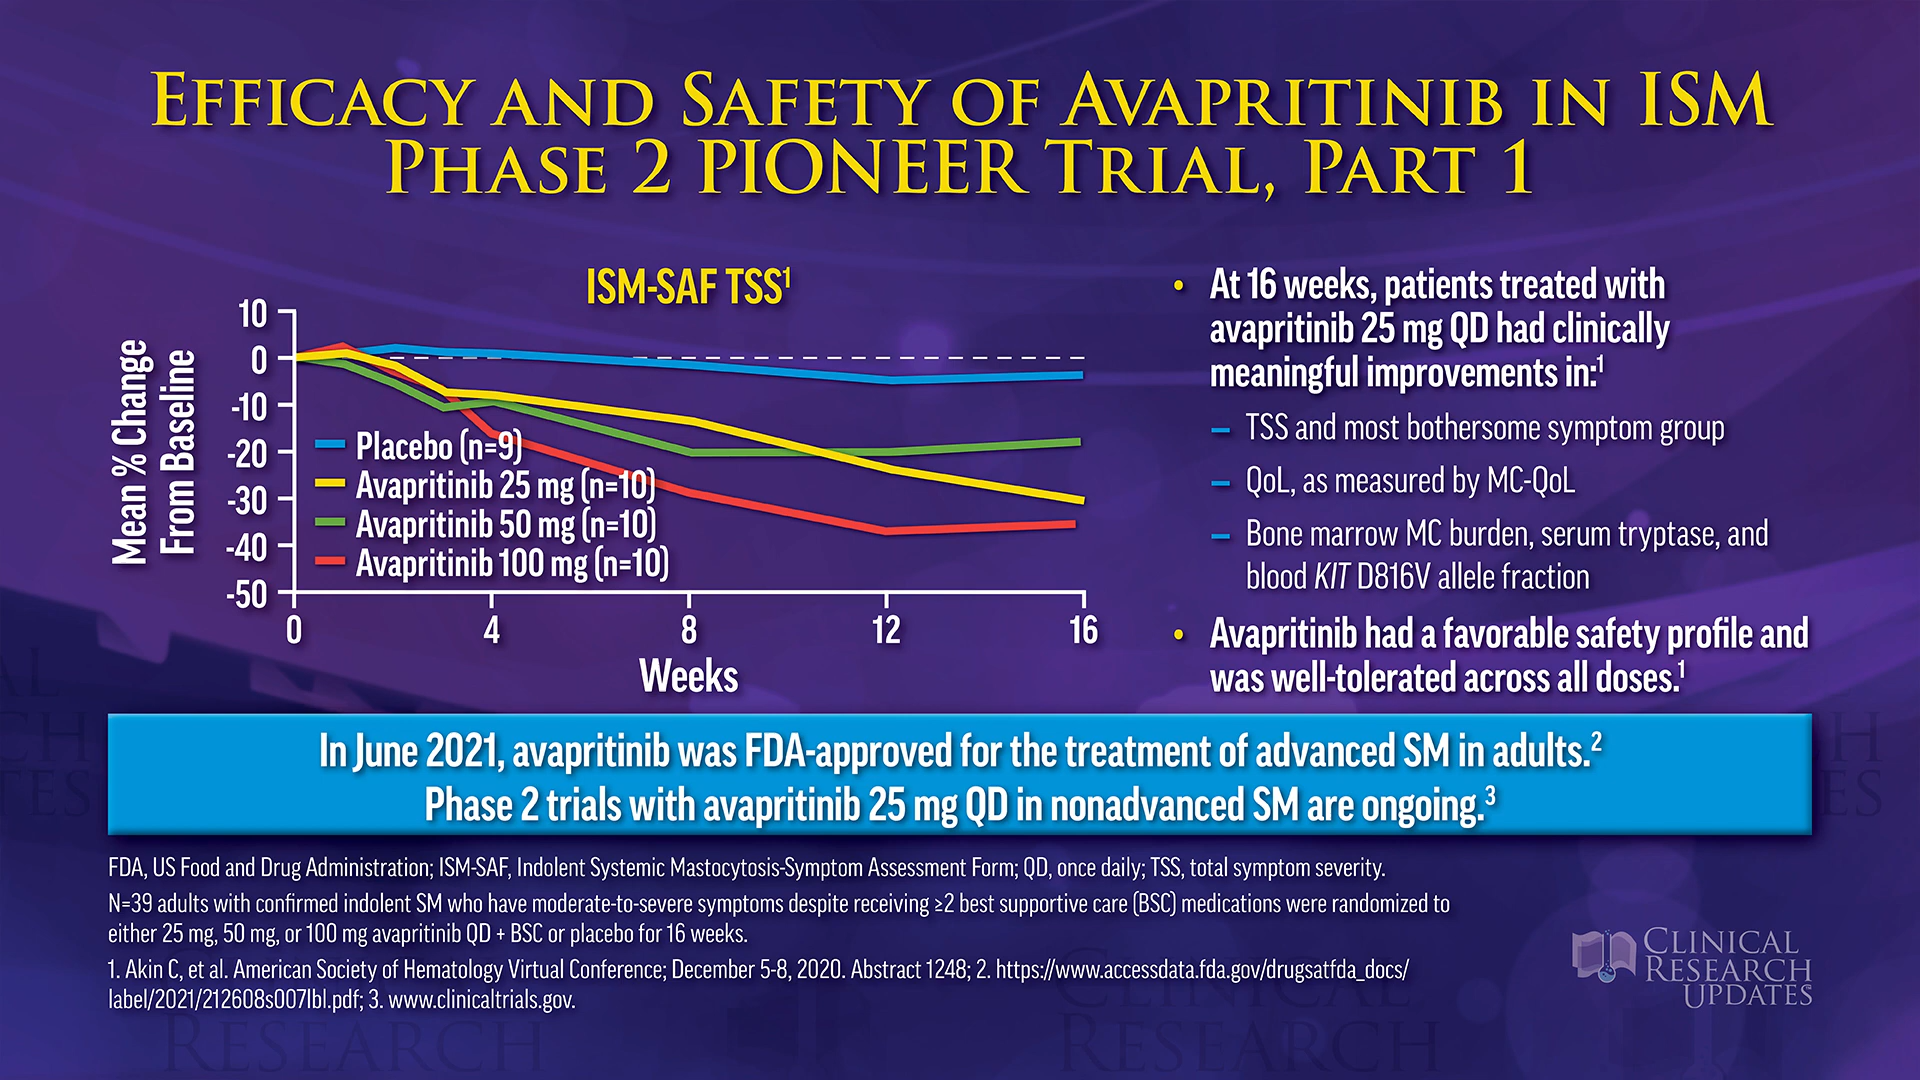 Efficacy and Safety of Avapritinib in ISM
Phase 2 PIONEER Trial, Part 1
ISM-SAF TSS1
Mean % Change
From Baseline
10
0
-10
-20
-30
-40
-50
Placebo (n=9)
Avapritinib 25 mg (n=10)
Avapritinib 50 mg (n=10)
Avapritinib 100 mg (n=10)
0 4 8 12 16
Weeks
• At 16 weeks, patients treated with
avapritinib 25 mg QD had clinically
meaningful improvements in:1
– TSS and most bothersome symptom group
– QoL, as measured by MC-QoL
– Bone marrow MC burden, serum tryptase, and
blood KIT D816V allele fraction
• Avapritinib had a favorable safety profile and
was well-tolerated across all doses.1
In June 2021, avapritinib was FDA-approved for the treatment of advanced SM in adults.2
Phase 2 trials with avapritinib 25 mg QD in nonadvanced SM are ongoing.3
FDA, US Food and Drug Administration; ISM-SAF, Indolent Systemic Mastocytosis-Symptom Assessment Form; QD, once daily; TSS, total symptom severity.
N=39 adults with confirmed indolent SM who have moderate-to-severe symptoms despite receiving ≥2 best supportive care (BSC) medications were randomized to
either 25 mg, 50 mg, or 100 mg avapritinib QD + BSC or placebo for 16 weeks.
1. Akin C, et al. American Society of Hematology Virtual Conference; December 5-8, 2020. Abstract 1248; 2. https://www.accessdata.fda.gov/drugsatfda_docs/
label/2021/212608s007lbl.pdf; 3. www.clinicaltrials.gov.
Clinical
Research
Updates